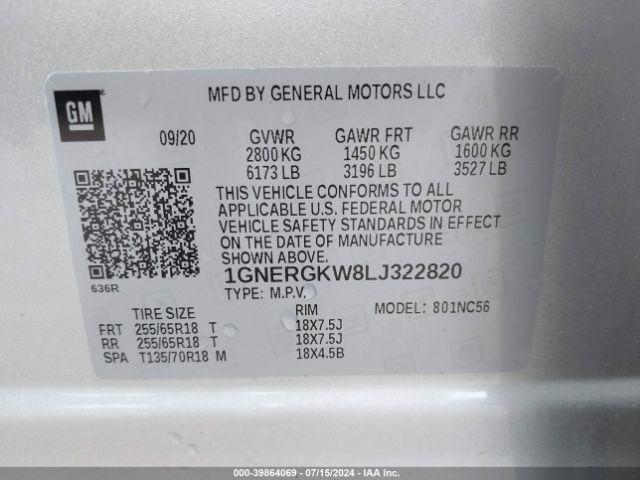 GM
MFD BY GENERAL MOTORS LLC
09/20 GVWR GAWR FRT GAWR RR
2800 KG 1450 KG 1600 KG
6173 LB 3196 LB 3527 LB
THIS VEHICLE CONFORMS TO ALL
APPLICABLE U.S. FEDERAL MOTOR
VEHICLE SAFETY STANDARDS IN EFFECT
ON THE DATE OF MANUFACTURE
SHOWN ABOVE.
1GNERGKW8LJ322820
636R
TYPE: M.P.V.
TIRE SIZE RIM MODEL: 801NC56
FRT 255/65R18 T 18X7.5J
RR 255/65R18 T 18X7.5J
SPA T135/70R18 M 18X4.5B
000-39864069 / 07/15/2024 - IAA Inc.